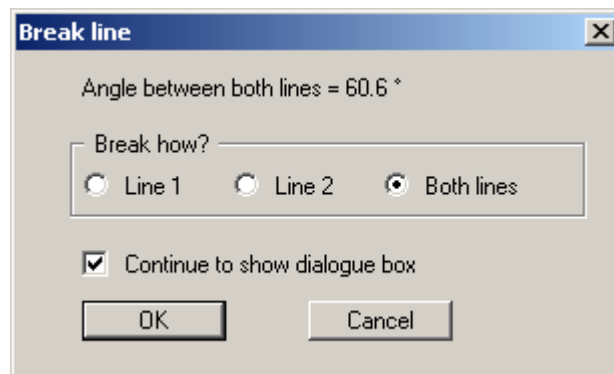 Break line
Angle between both lines = 60.6 °
Break how?
Line 1 Line 2 Both lines
Continue to show dialogue box
OK Cancel